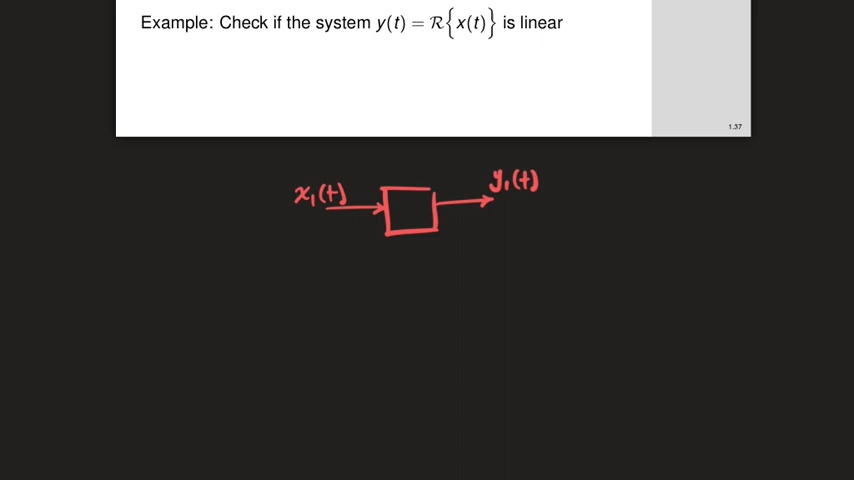 Example: Check if the system y(t) = ℛ{x(t)} is linear
1.37
x₁(t) y₁(t)